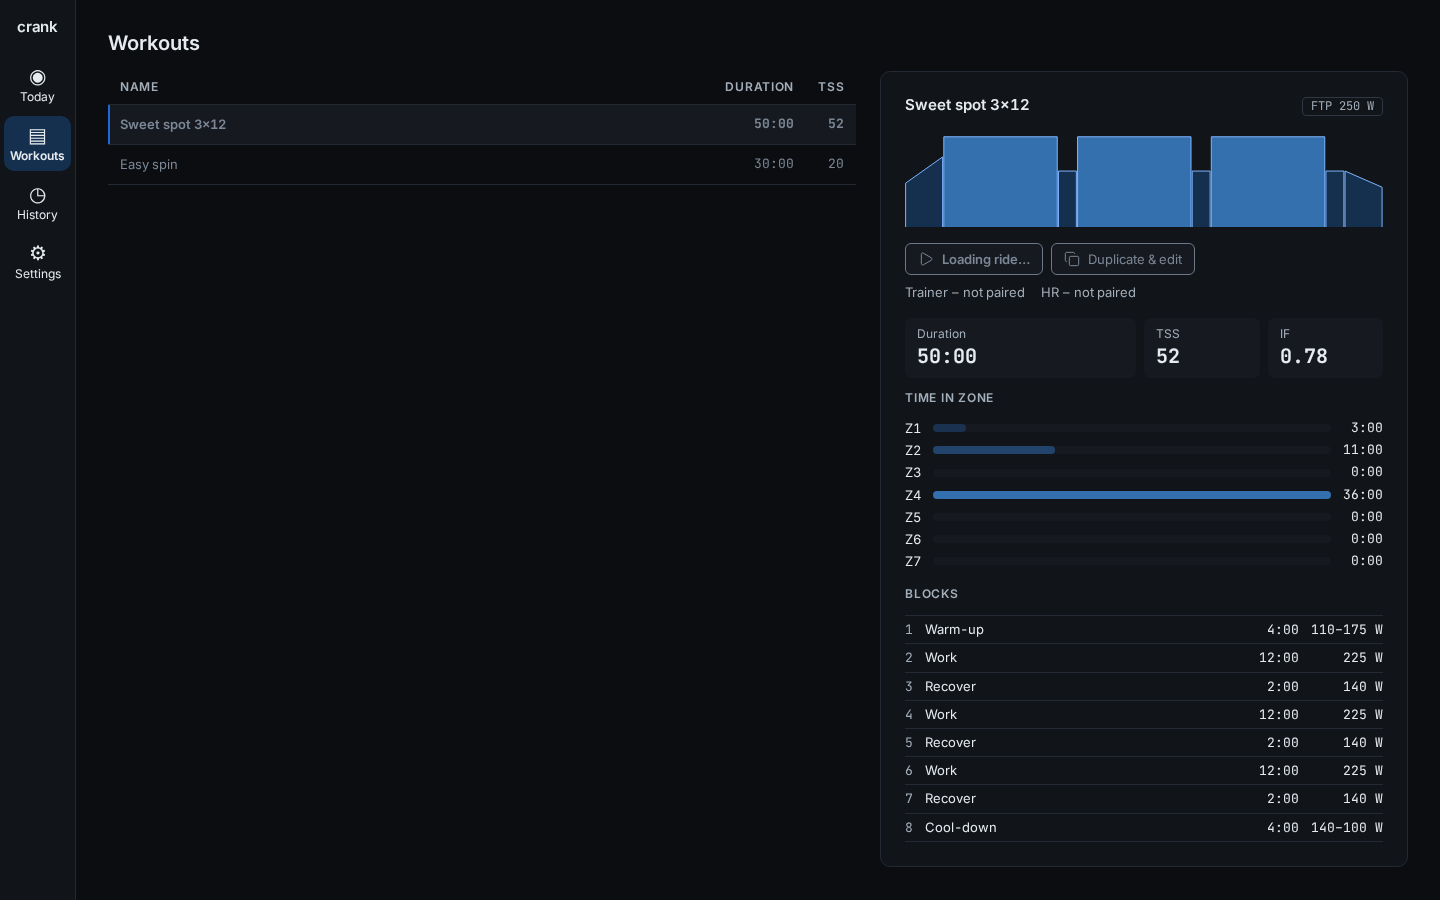 crank
Today
Workouts
History
Settings
Workouts
NAME DURATION TSS
Sweet spot 3×12 50:00 52
Easy spin 30:00 20
Sweet spot 3×12 FTP 250 W
Loading ride… Duplicate & edit
Trainer – not paired HR – not paired
Duration TSS IF
50:00 52 0.78
TIME IN ZONE
Z1 3:00
Z2 11:00
Z3 0:00
Z4 36:00
Z5 0:00
Z6 0:00
Z7 0:00
BLOCKS
1 Warm-up 4:00 110–175 W
2 Work 12:00 225 W
3 Recover 2:00 140 W
4 Work 12:00 225 W
5 Recover 2:00 140 W
6 Work 12:00 225 W
7 Recover 2:00 140 W
8 Cool-down 4:00 140–100 W